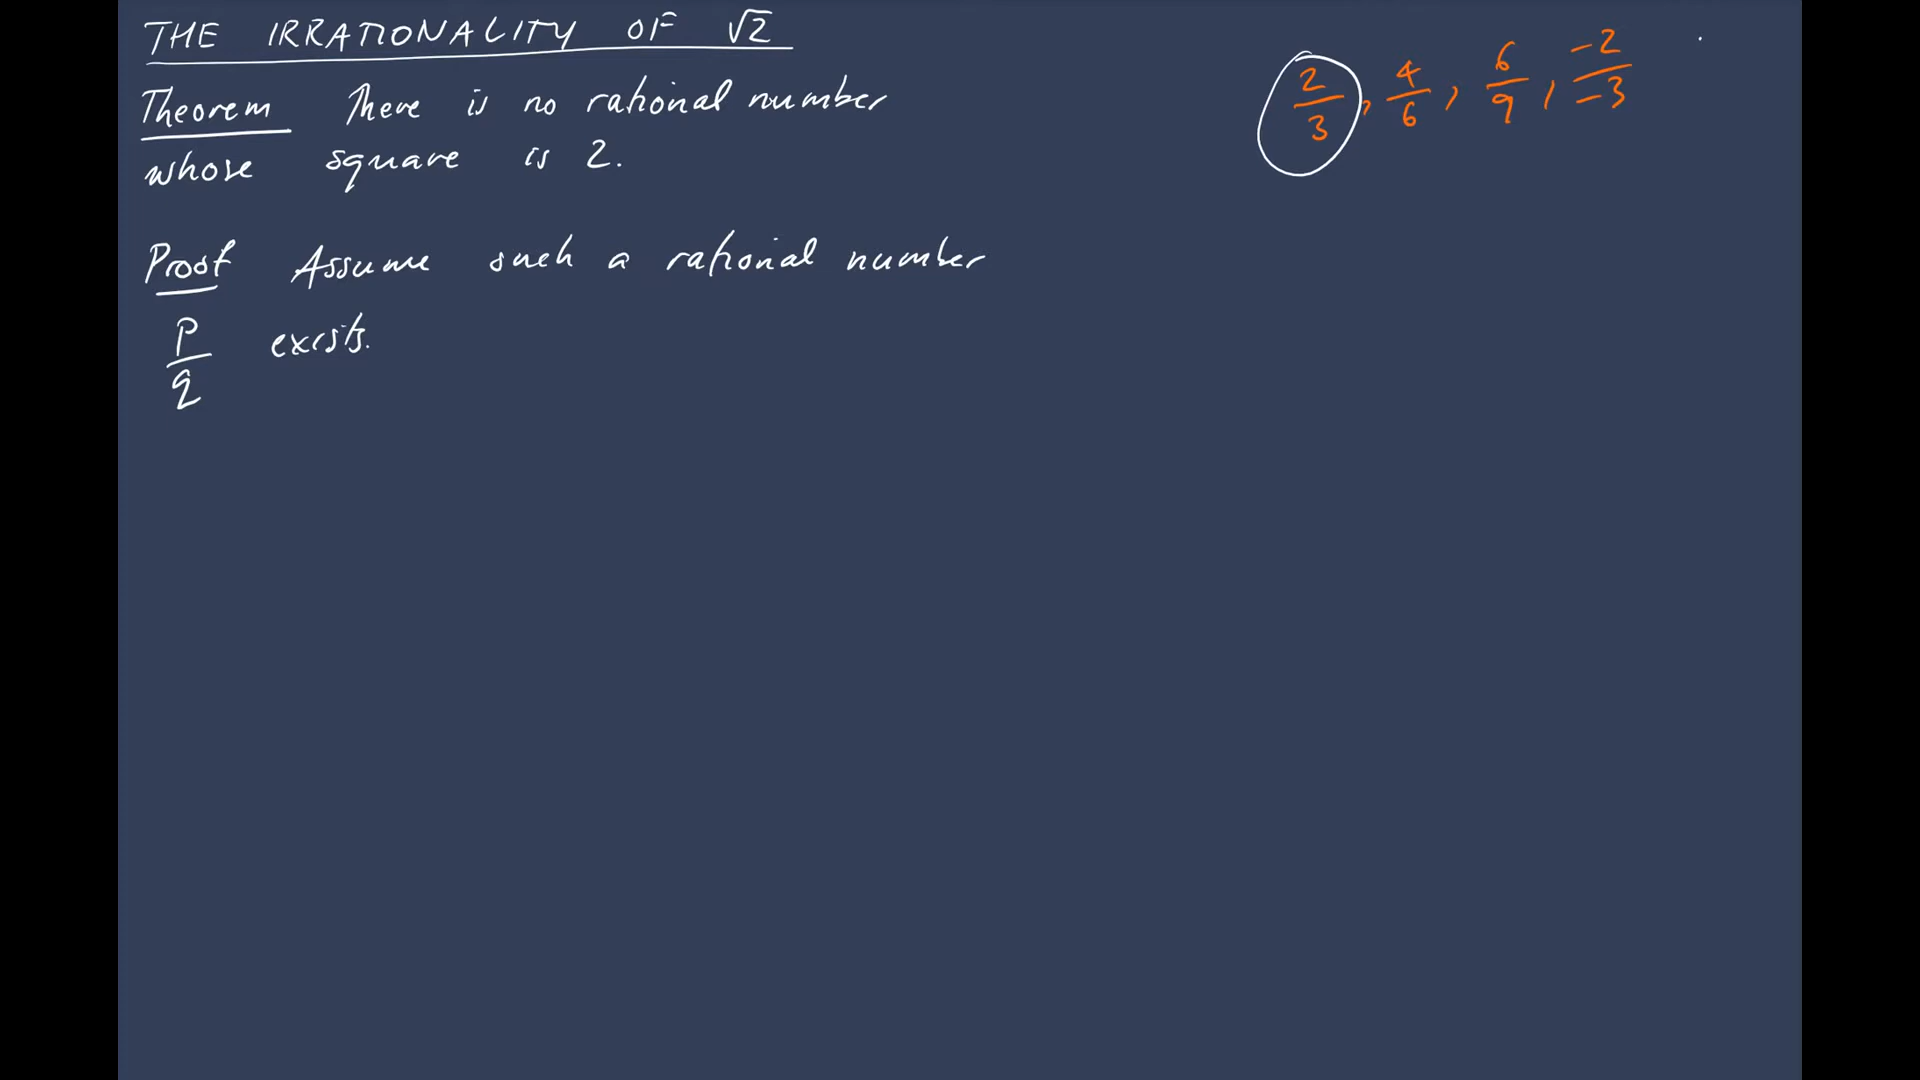 THE IRRATIONALITY OF √2
Theorem There is no rational number
whose square is 2.
Proof Assume such a rational number
p/q exists.
2/3, 4/6, 6/9, -2/-3